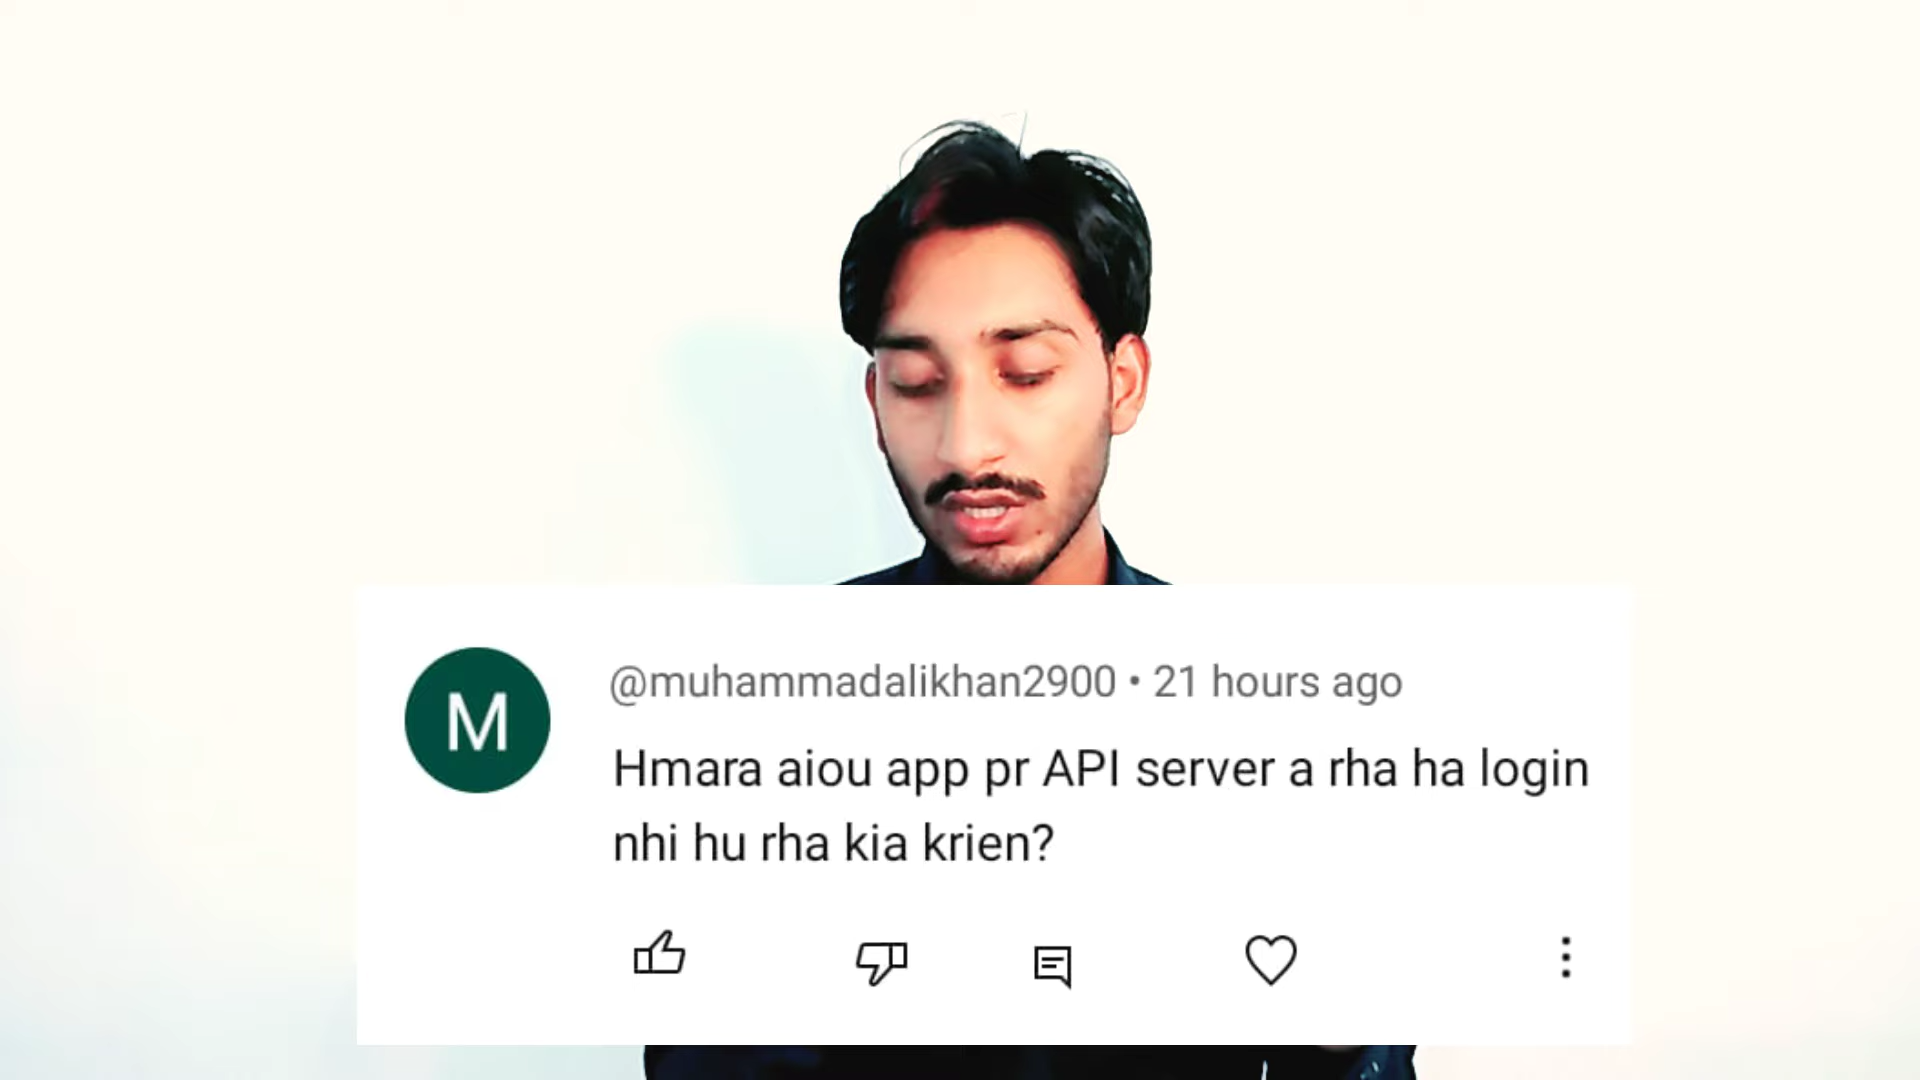 M
@muhammadalikhan2900 • 21 hours ago
Hmara aiou app pr API server a rha ha login
nhi hu rha kia krien?